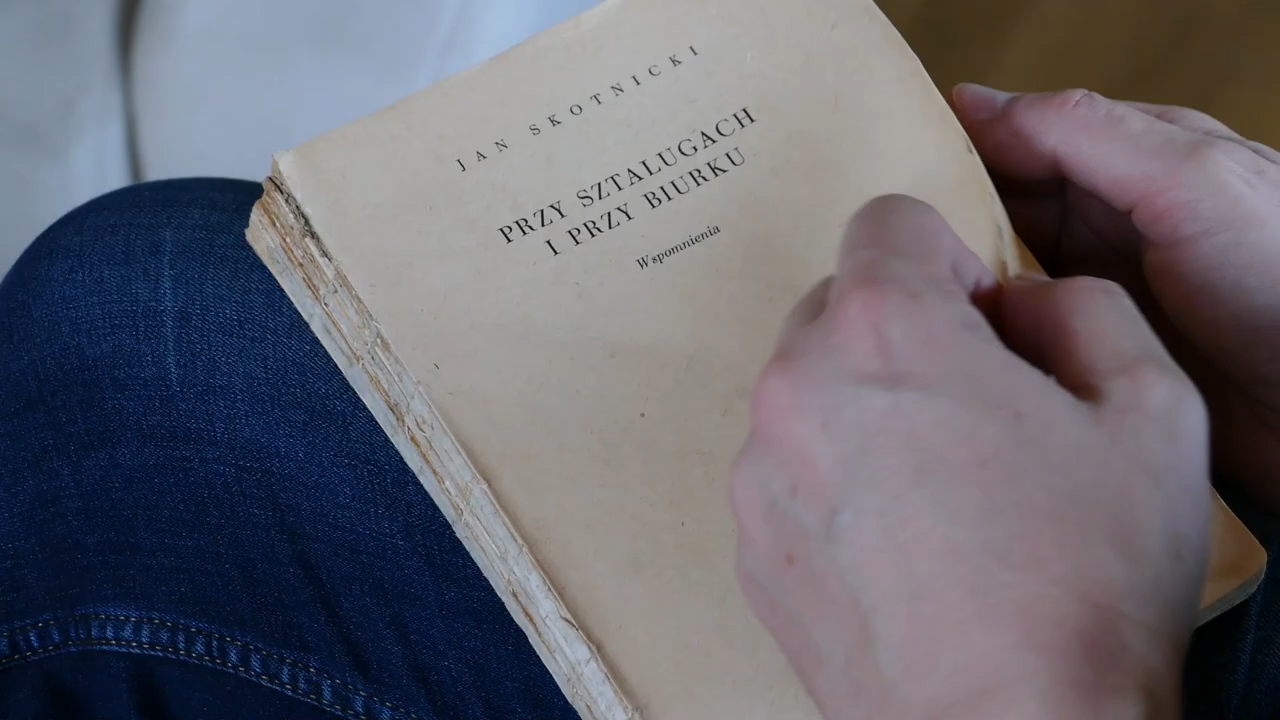 JAN SKOTNICKI
PRZY SZTALUGACH
I PRZY BIURKU
Wspomnienia